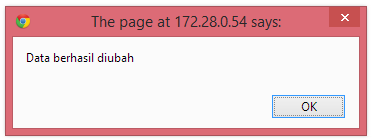 The page at 172.28.0.54 says:
Data berhasil diubah
OK